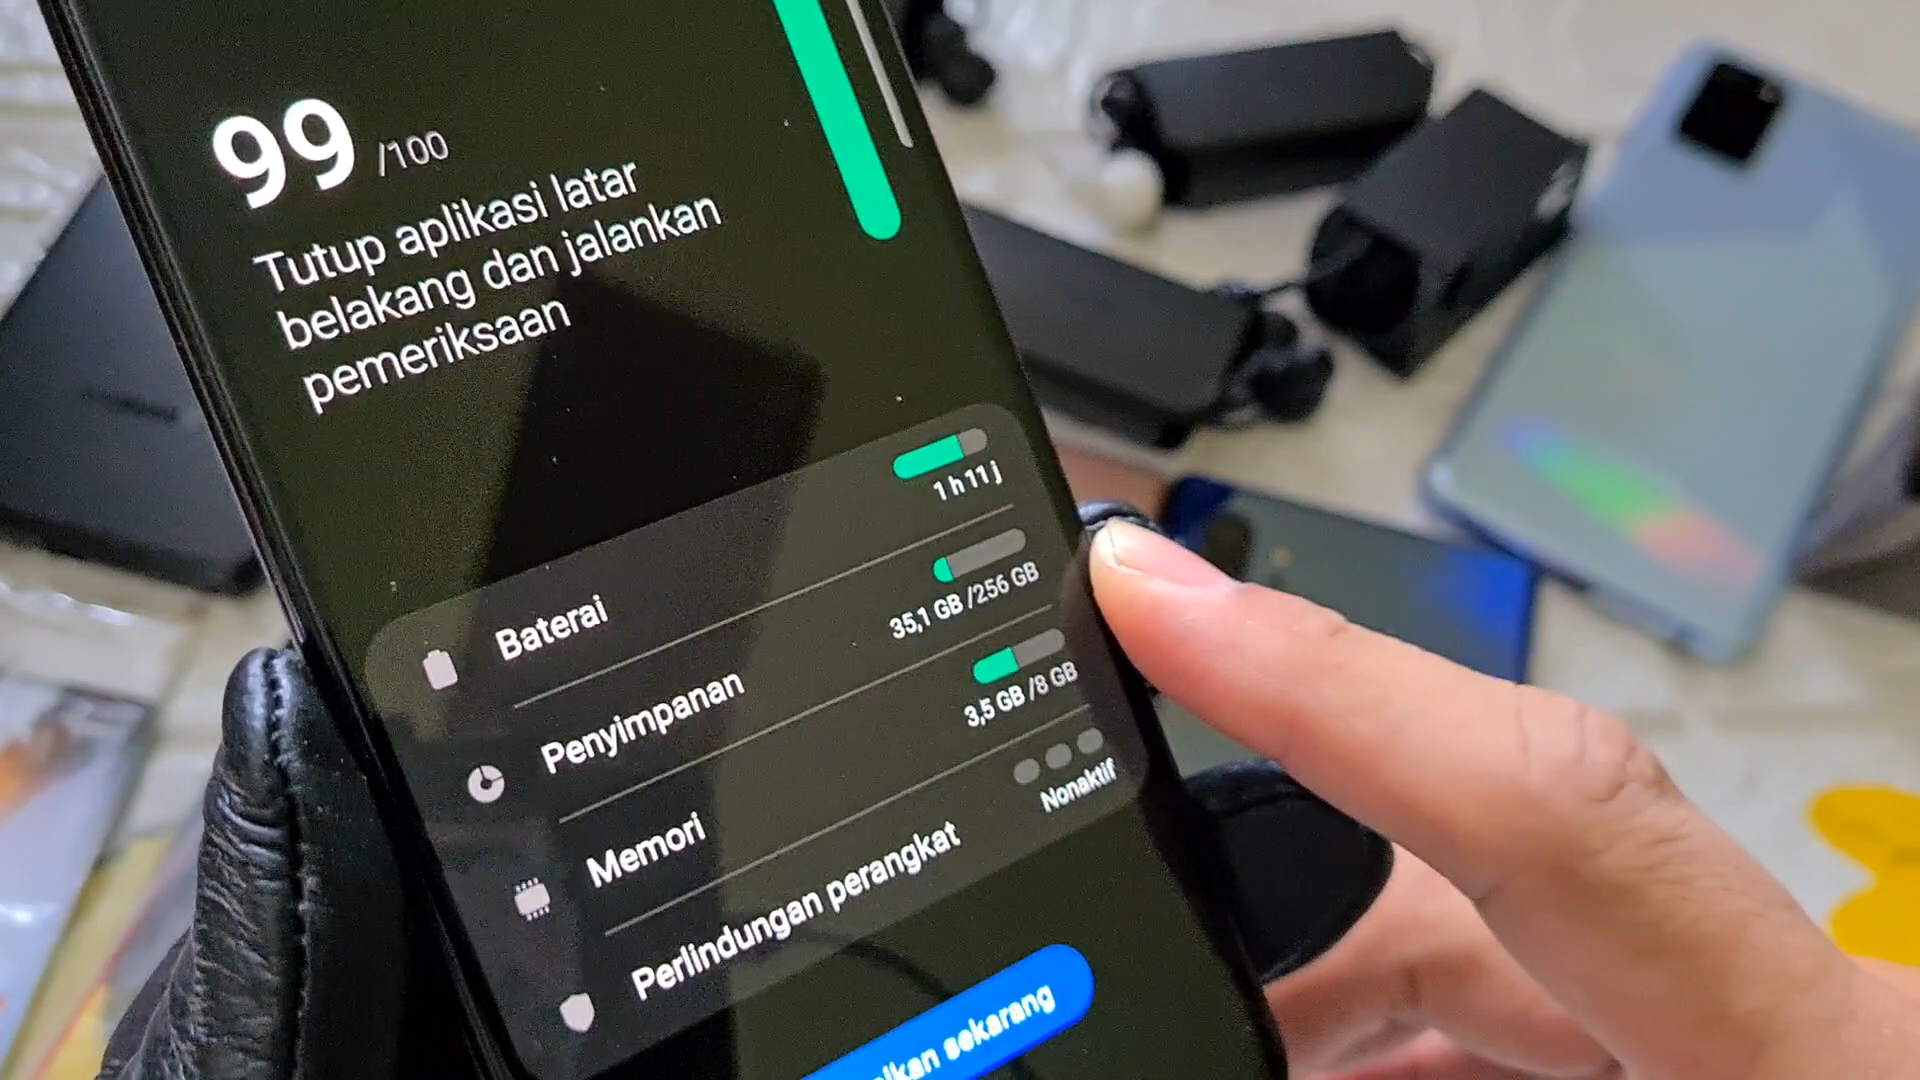 99 /100
Tutup aplikasi latar
belakang dan jalankan
pemeriksaan
Baterai
1 h 11 j
Penyimpanan
35,1 GB /256 GB
Memori
3,5 GB /8 GB
Perlindungan perangkat
Nonaktif
sekarang